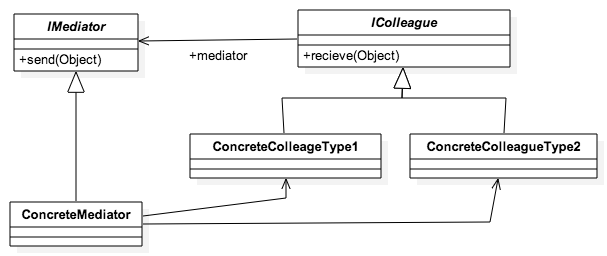 IMediator
IColleague
+send(Object)
+mediator
+recieve(Object)
ConcreteColleageType1
ConcreteColleagueType2
ConcreteMediator